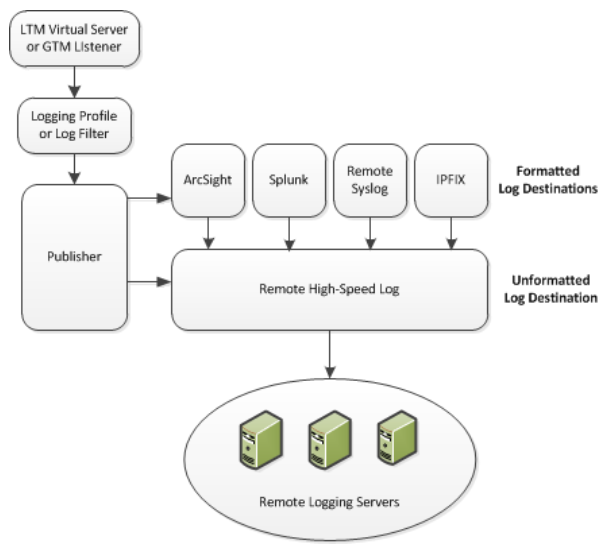 LTM Virtual Server
or GTM Listener
Logging Profile
or Log Filter
Publisher
ArcSight
Splunk
Remote
Syslog
IPFIX
Formatted
Log Destinations
Remote High-Speed Log
Unformatted
Log Destination
Remote Logging Servers